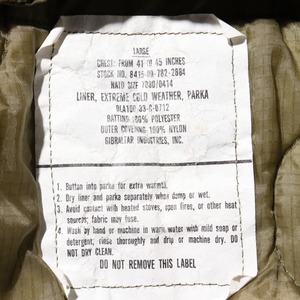 LARGE
CHEST: FROM 41 TO 45 INCHES
STOCK NO. 8415-00-782-2884
NATO SIZE 7080/0414
LINER, EXTREME COLD WEATHER, PARKA
DLA100-83-C-0712
BATTING: 100% POLYESTER
OUTER COVERING: 100% NYLON
GIBRALTAR INDUSTRIES, INC.
1. Button into parka for extra warmth.
2. Dry liner and parka separately when damp or wet.
3. Avoid contact with heated stoves, open fires, or other heat
sources; fabric may fuse.
4. Wash by hand or machine in warm water with mild soap or
detergent; rinse thoroughly and drip or machine dry. DO
NOT DRY CLEAN.
DO NOT REMOVE THIS LABEL